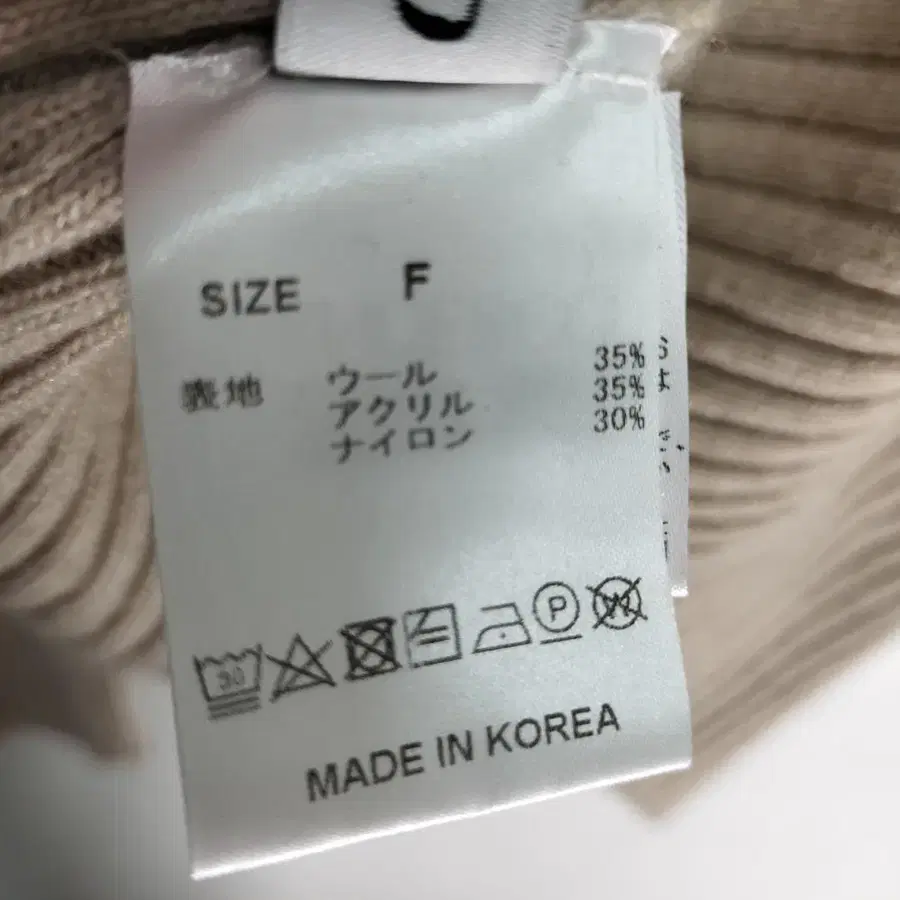 SIZE F
表地 ウール 35%
アクリル 35%
ナイロン 30%
30 P W
MADE IN KOREA